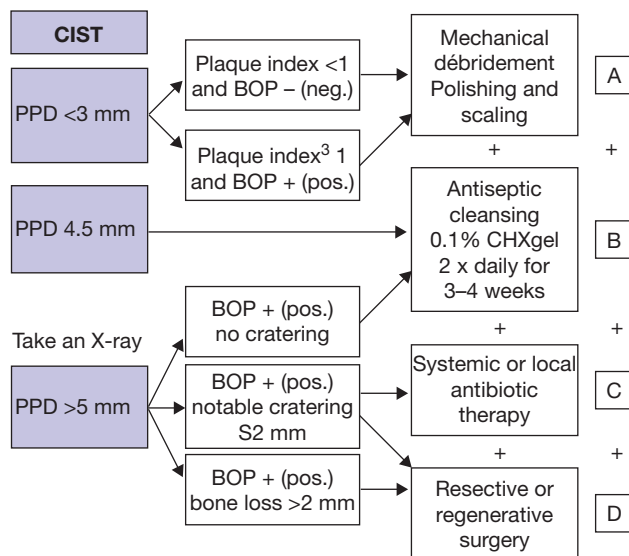 CIST
PPD <3 mm
Plaque index <1
and BOP – (neg.)
Plaque index³ 1
and BOP + (pos.)
Mechanical
débridement
Polishing and
scaling
A
+ +
PPD 4.5 mm
Antiseptic
cleansing
0.1% CHXgel
2 x daily for
3–4 weeks
B
+ +
Take an X-ray
PPD >5 mm
BOP + (pos.)
no cratering
BOP + (pos.)
notable cratering
S2 mm
BOP + (pos.)
bone loss >2 mm
Systemic or local
antibiotic
therapy
C
+ +
Resective or
regenerative
surgery
D